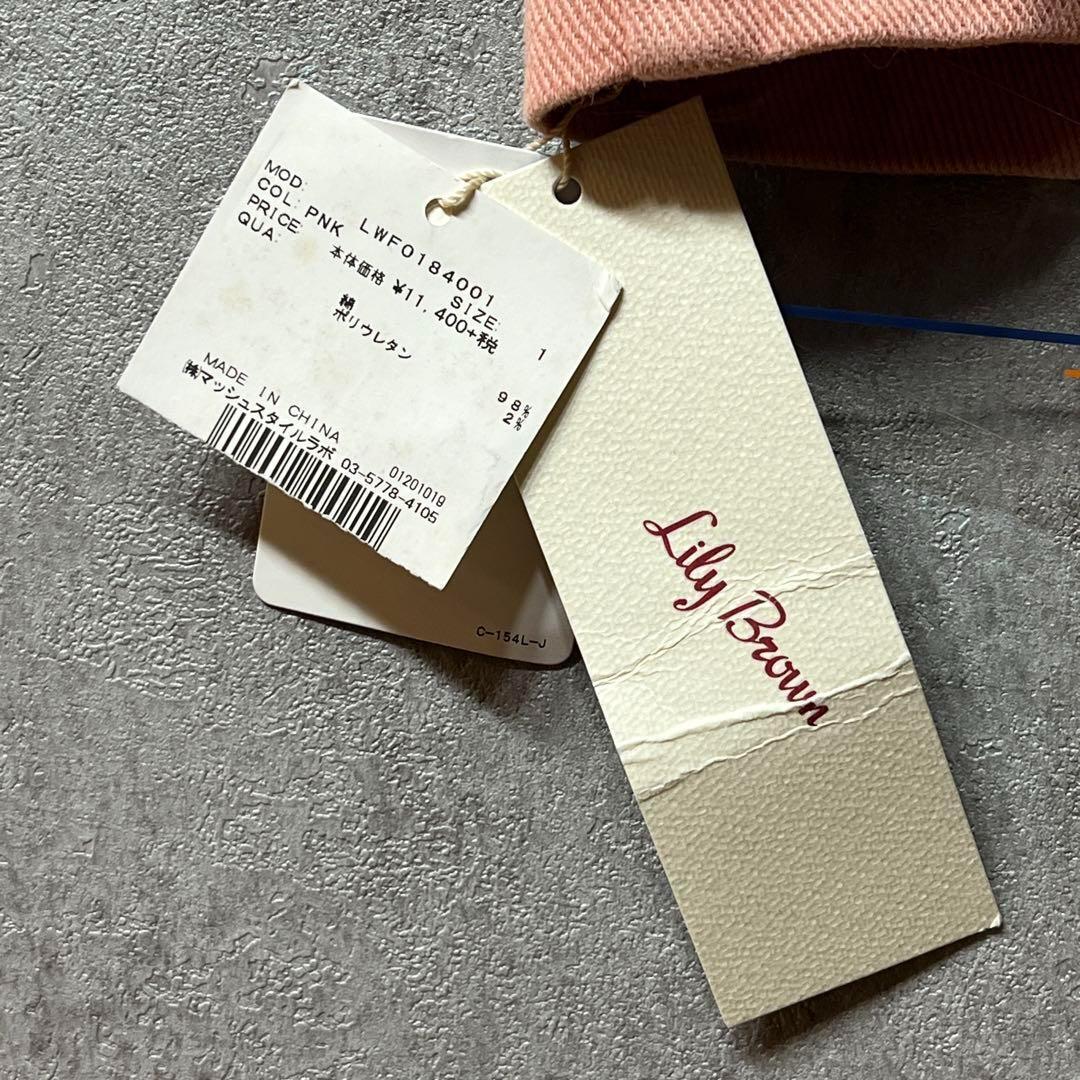 MOD: LWF0184001
COL: PNK SIZE: 1
PRICE: 本体価格 ¥11,400+税
QUA: 綿 98%
ポリウレタン 2%
MADE IN CHINA 01201019
(株)マッシュスタイルラボ 03-5778-4105
C-154L-J
Lily Brown